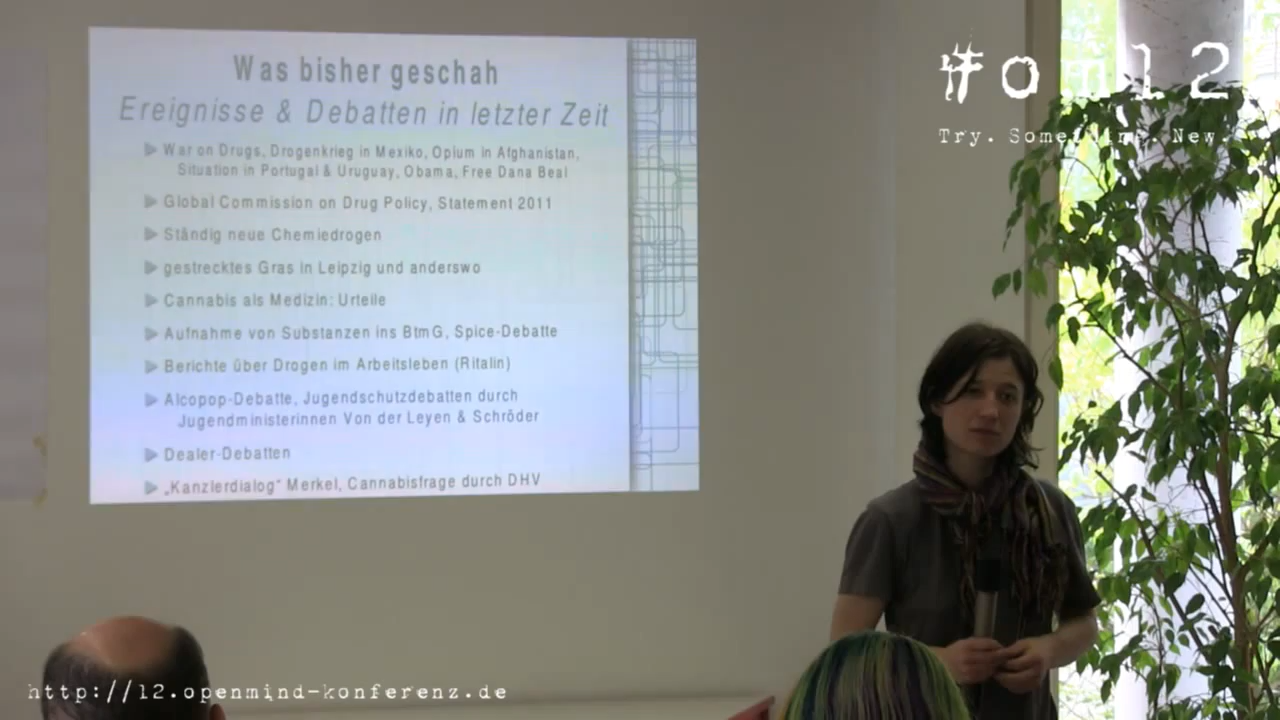 Was bisher geschah
Ereignisse & Debatten in letzter Zeit
War on Drugs, Drogenkrieg in Mexiko, Opium in Afghanistan,
Situation in Portugal & Uruguay, Obama, Free Dana Beal
Global Commission on Drug Policy, Statement 2011
Ständig neue Chemiedrogen
gestrecktes Gras in Leipzig und anderswo
Cannabis als Medizin: Urteile
Aufnahme von Substanzen ins BtmG, Spice-Debatte
Berichte über Drogen im Arbeitsleben (Ritalin)
Alcopop-Debatte, Jugendschutzdebatten durch
Jugendministerinnen Von der Leyen & Schröder
Dealer-Debatten
„Kanzlerdialog“ Merkel, Cannabisfrage durch DHV
#om12
Try. Something. New.
http://12.openmind-konferenz.de